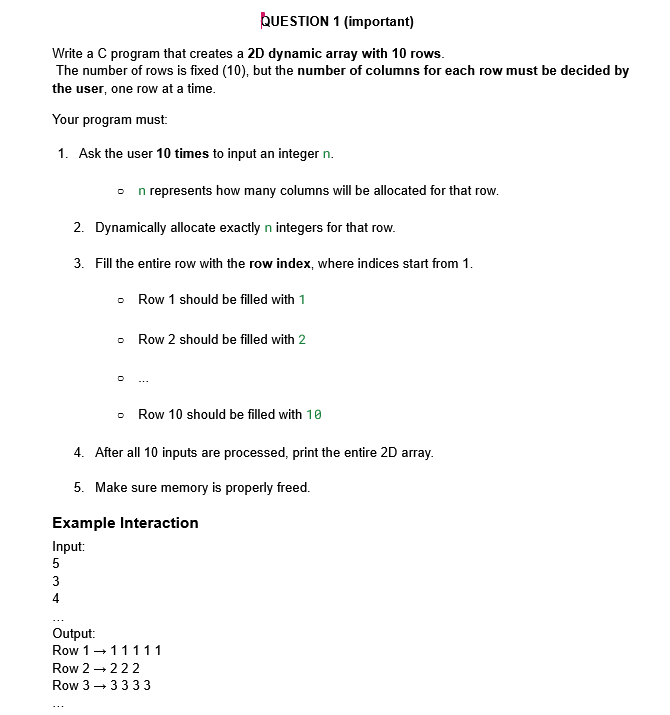 QUESTION 1 (important)
Write a C program that creates a 2D dynamic array with 10 rows.
The number of rows is fixed (10), but the number of columns for each row must be decided by
the user, one row at a time.
Your program must:
1. Ask the user 10 times to input an integer n.
○ n represents how many columns will be allocated for that row.
2. Dynamically allocate exactly n integers for that row.
3. Fill the entire row with the row index, where indices start from 1.
○ Row 1 should be filled with 1
○ Row 2 should be filled with 2
○ ...
○ Row 10 should be filled with 10
4. After all 10 inputs are processed, print the entire 2D array.
5. Make sure memory is properly freed.
Example Interaction
Input:
5
3
4
...
Output:
Row 1 → 1 1 1 1 1
Row 2 → 2 2 2
Row 3 → 3 3 3 3
...